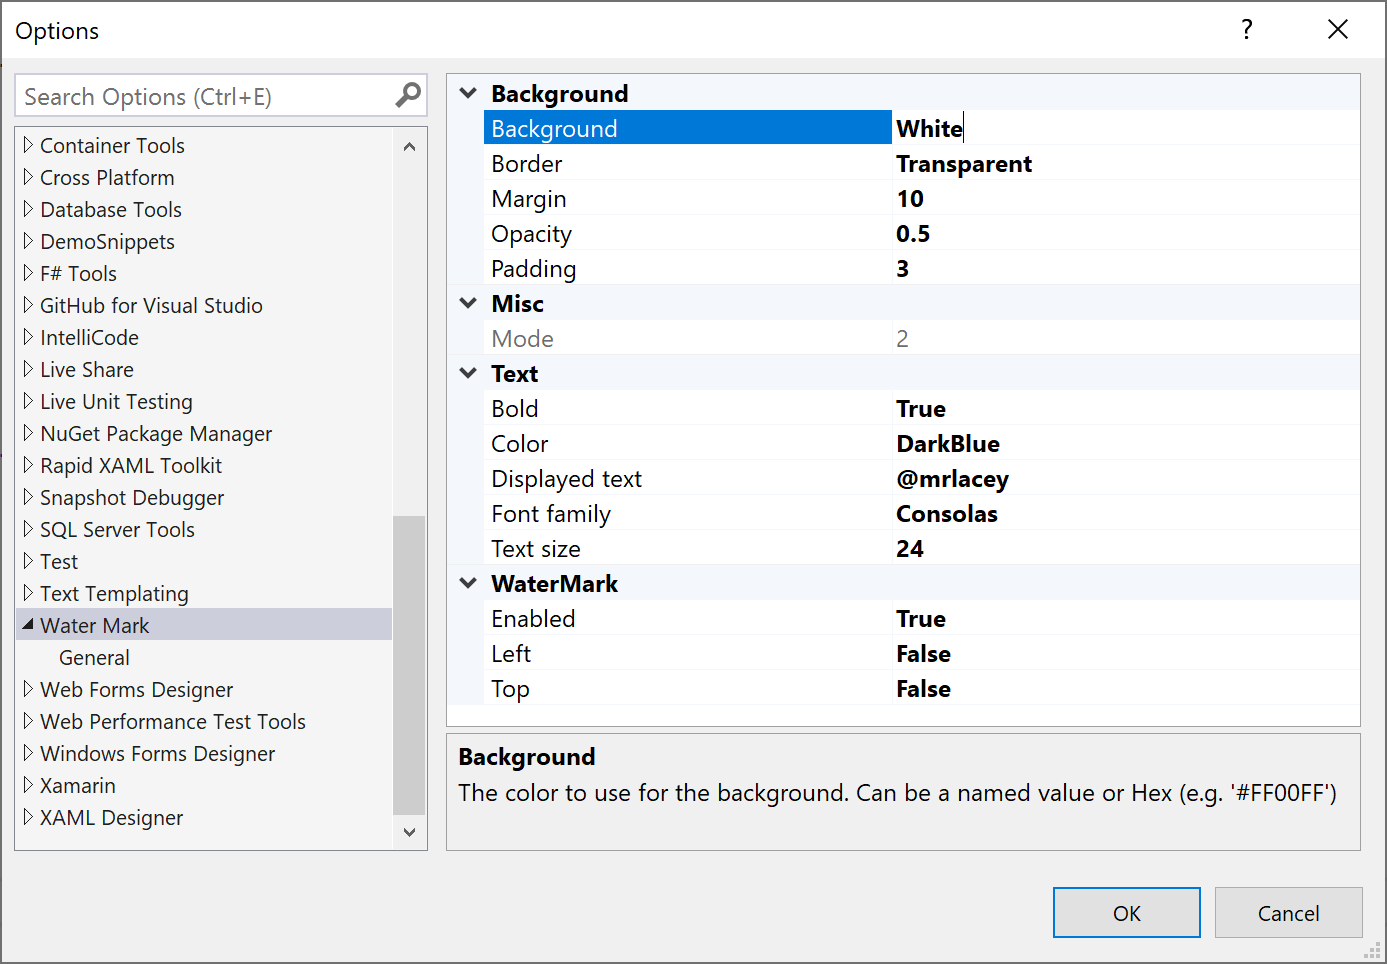 Options
?
Search Options (Ctrl+E)
Container Tools
Cross Platform
Database Tools
DemoSnippets
F# Tools
GitHub for Visual Studio
IntelliCode
Live Share
Live Unit Testing
NuGet Package Manager
Rapid XAML Toolkit
Snapshot Debugger
SQL Server Tools
Test
Text Templating
Water Mark
General
Web Forms Designer
Web Performance Test Tools
Windows Forms Designer
Xamarin
XAML Designer
Background
Background White
Border Transparent
Margin 10
Opacity 0.5
Padding 3
Misc
Mode 2
Text
Bold True
Color DarkBlue
Displayed text @mrlacey
Font family Consolas
Text size 24
WaterMark
Enabled True
Left False
Top False
Background
The color to use for the background. Can be a named value or Hex (e.g. '#FF00FF')
OK
Cancel